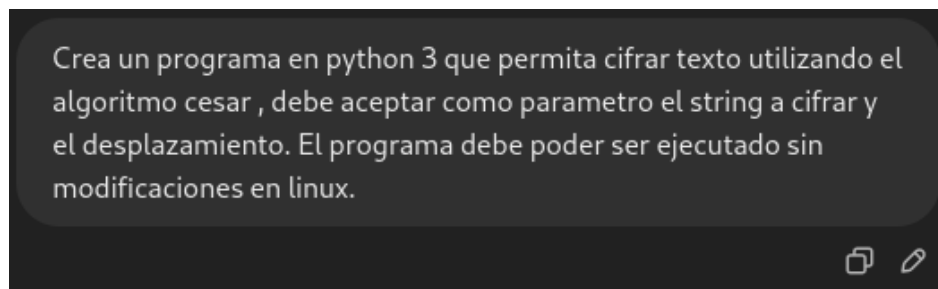 Crea un programa en python 3 que permita cifrar texto utilizando el
algoritmo cesar , debe aceptar como parametro el string a cifrar y
el desplazamiento. El programa debe poder ser ejecutado sin
modificaciones en linux.